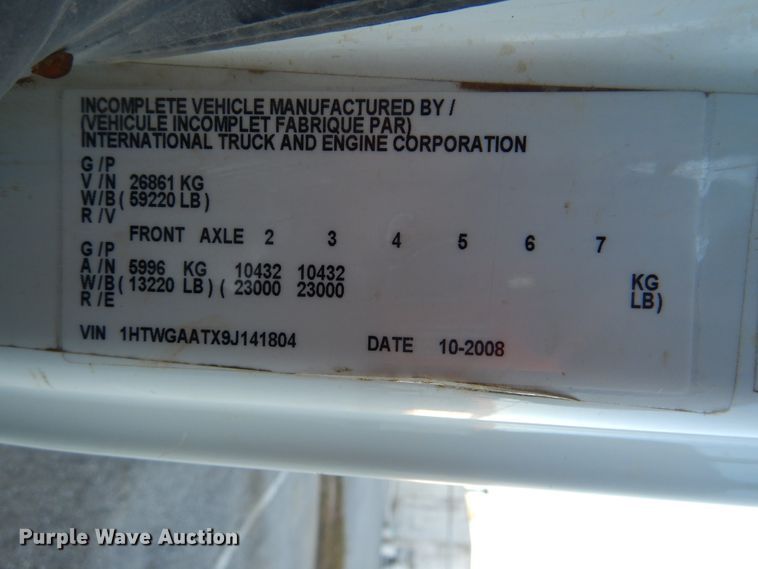 INCOMPLETE VEHICLE MANUFACTURED BY /
(VEHICULE INCOMPLET FABRIQUE PAR)
INTERNATIONAL TRUCK AND ENGINE CORPORATION
G /P
V /N 26861 KG
W/B ( 59220 LB )
R /V
FRONT AXLE 2 3 4 5 6 7
G /P
A /N 5996 KG 10432 10432 KG
W/B ( 13220 LB ) ( 23000 23000 LB)
R /E
VIN 1HTWGAATX9J141804 DATE 10-2008
Purple Wave Auction